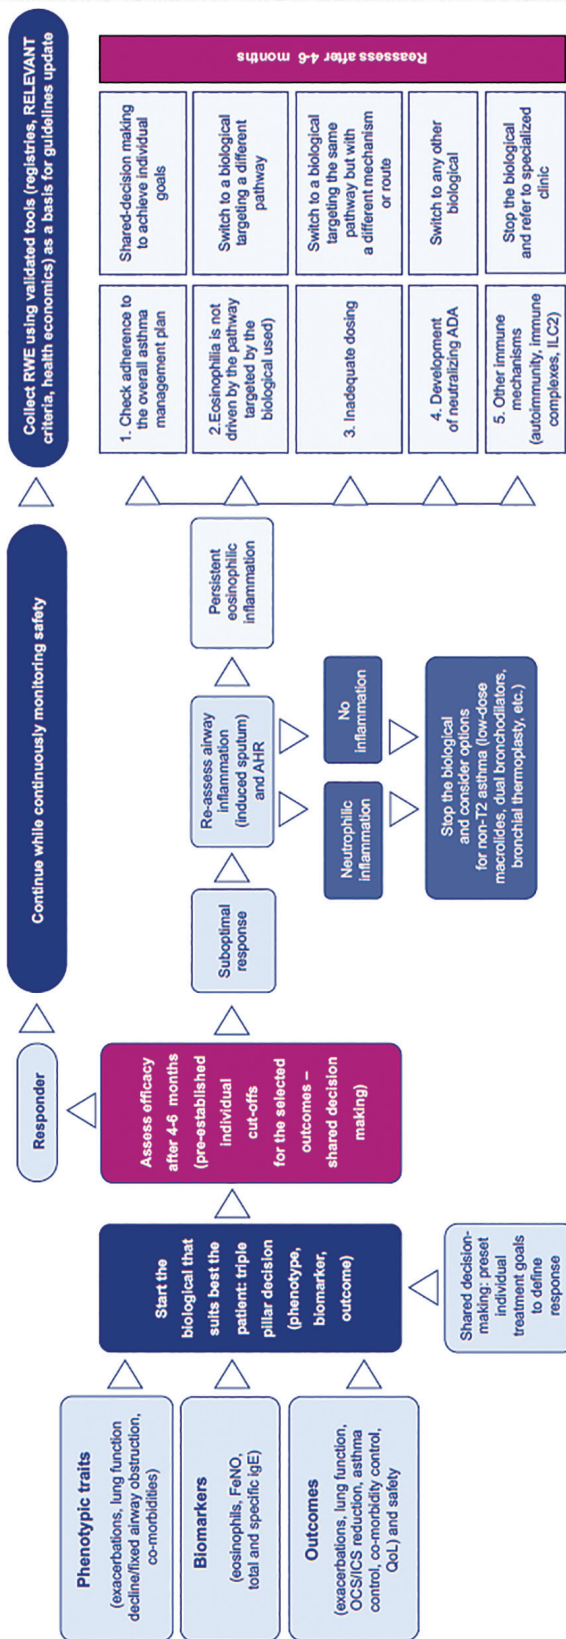 Phenotypic traits
(exacerbations, lung function
decline/fixed airway obstruction,
co-morbidities)
Biomarkers
(eosinophils, FeNO,
total and specific igE)
Outcomes
(exacerbations, lung function,
OCS/ICS reduction, asthma
control, co-morbidity control,
QoL) and safety
Start the
biological that
suits best the
patient: triple
pillar decision
(phenotype,
biomarker,
outcome)
Shared decision-
making: preset
individual
treatment goals
to define
response
Assess efficacy
after 4-6 months
(pre-established
individual
cut-offs
for the selected
outcomes –
shared decision
making)
Responder
Continue while continuously monitoring safety
Collect RWE using validated tools (registries, RELEVANT
criteria, health economics) as a basis for guidelines update
Suboptimal
response
Re-assess airway
inflammation
(induced sputum)
and AHR
Persistent
eosinophilic
inflammation
Neutrophilic
inflammation
No
inflammation
Stop the biological
and consider options
for non-T2 asthma (low-dose
macrolides, dual bronchodilators,
bronchial thermoplasty, etc.)
1. Check adherence to
the overall asthma
management plan
Shared-decision making
to achieve individual
goals
2.Eosinophilia is not
driven by the pathway
targeted by the
biological used)
Switch to a biological
targeting a different
pathway
3. Inadequate dosing
Switch to a biological
targeting the same
pathway but with
a different mechanism
or route
4. Development
of neutralizing ADA
Switch to any other
biological
5. Other immune
mechanisms
(autoimmunity, immune
complexes, ILC2)
Stop the biological
and refer to specialized
clinic
Reassess after 4-6 months